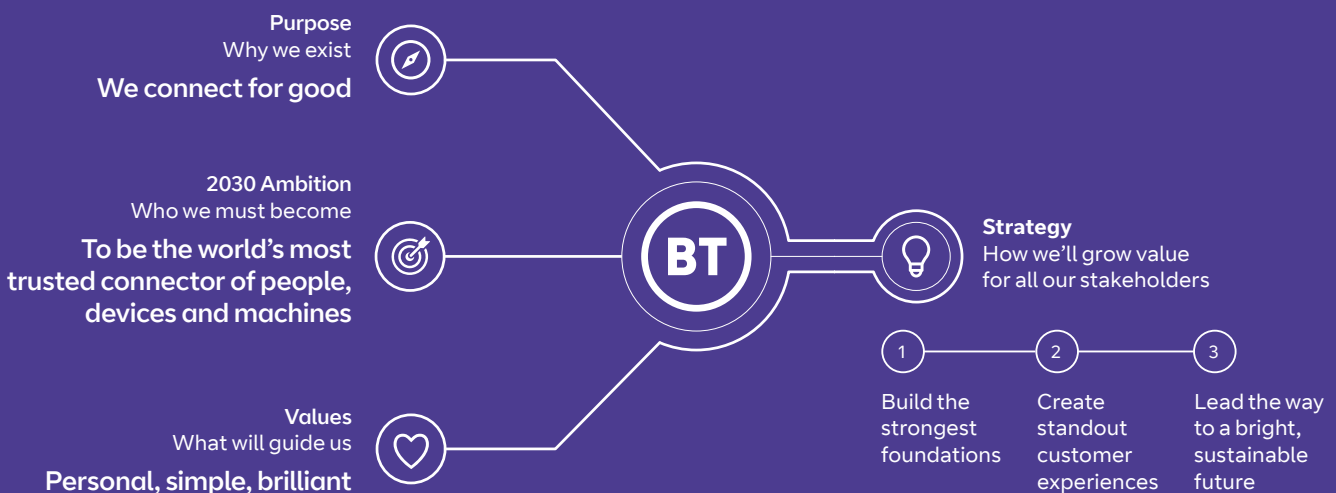 Purpose
Why we exist
We connect for good
2030 Ambition
Who we must become
To be the world’s most
trusted connector of people,
devices and machines
Values
What will guide us
Personal, simple, brilliant
BT
Strategy
How we’ll grow value
for all our stakeholders
1
Build the
strongest
foundations
2
Create
standout
customer
experiences
3
Lead the way
to a bright,
sustainable
future